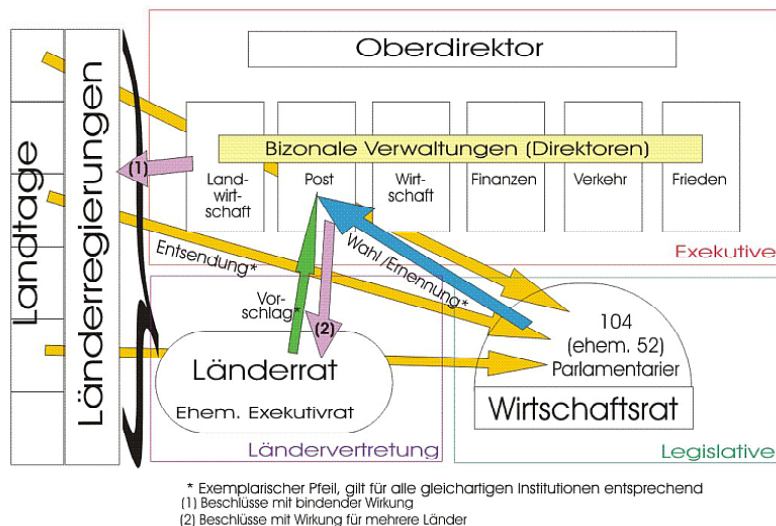 Landtage
Länderregierungen
Oberdirektor
Bizonale Verwaltungen (Direktoren)
(1)
Land-
wirt-
schaft
Post
Wirt-
schaft
Finanzen
Verkehr
Frieden
Exekutive
Entsendung*
Wahl /Ernennung*
Vor-
schlag*
(2)
Länderrat
Ehem. Exekutivrat
Ländervertretung
104
(ehem. 52)
Parlamentarier
Wirtschaftsrat
Legislative
* Exemplarischer Pfeil, gilt für alle gleichartigen Institutionen entsprechend
(1) Beschlüsse mit bindender Wirkung
(2) Beschlüsse mit Wirkung für mehrere Länder